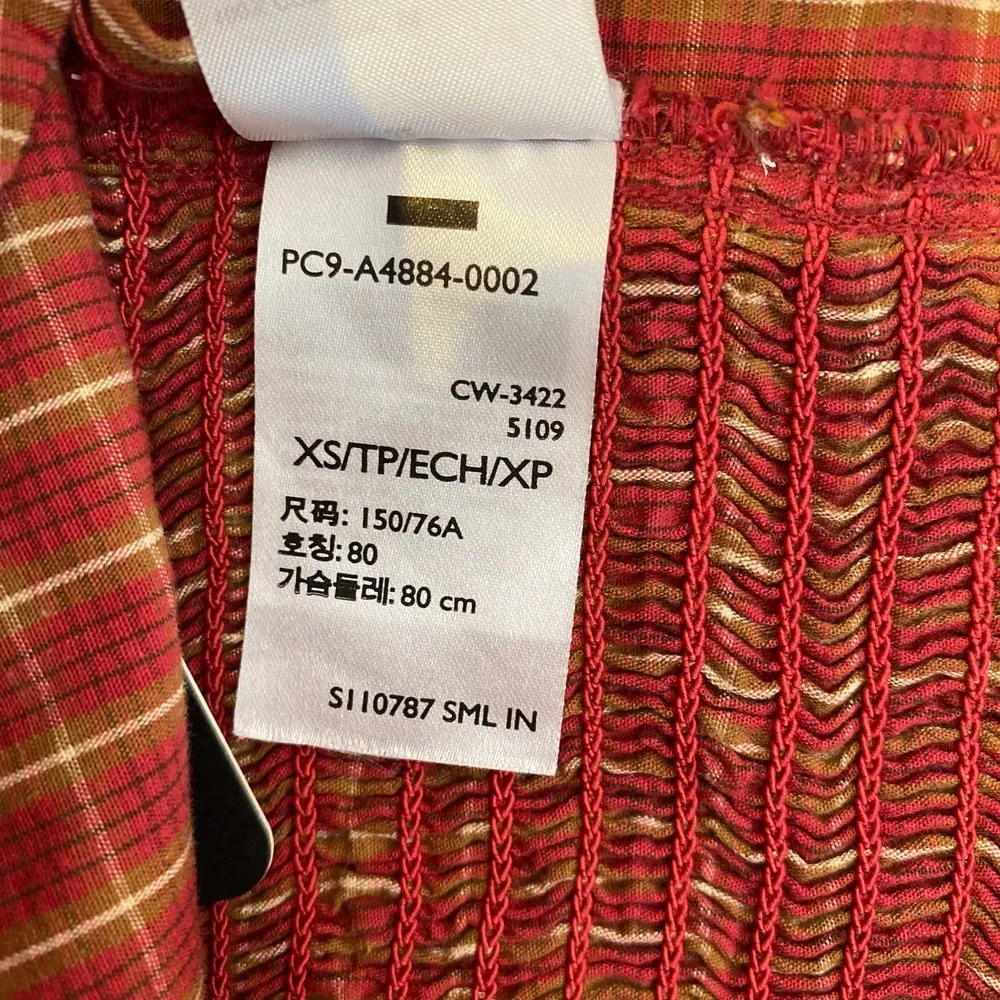 PC9-A4884-0002
CW-3422
5109
XS/TP/ECH/XP
尺码: 150/76A
호칭: 80
가슴둘레: 80 cm
S110787 SML IN